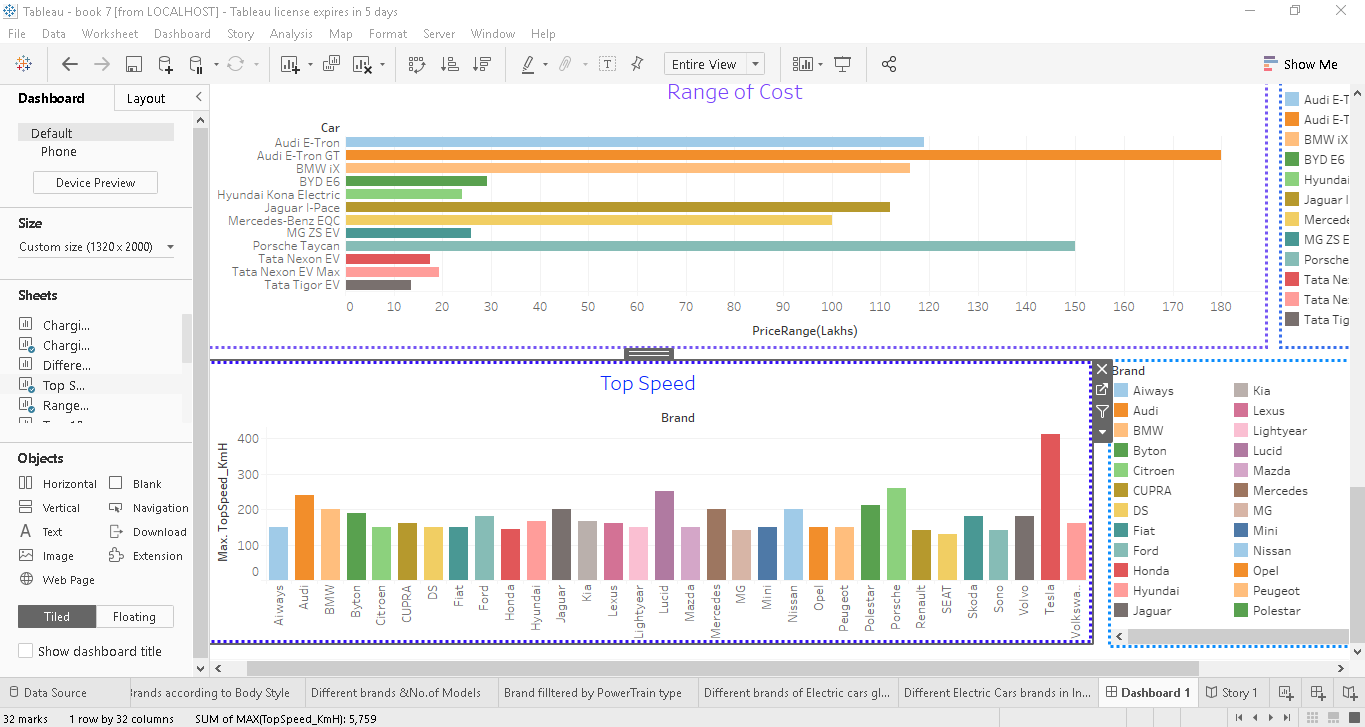 Tableau - book 7 [from LOCALHOST] - Tableau license expires in 5 days
File Data Worksheet Dashboard Story Analysis Map Format Server Window Help
Entire View
Show Me
Dashboard Layout
Default
Phone
Device Preview
Size
Custom size (1320 x 2000)
Sheets
Chargi...
Chargi...
Differe...
Top S...
Range...
Objects
Horizontal Blank
Vertical Navigation
Text Download
Image Extension
Web Page
Tiled Floating
Show dashboard title
Range of Cost
Car
Audi E-Tron
Audi E-Tron GT
BMW iX
BYD E6
Hyundai Kona Electric
Jaguar I-Pace
Mercedes-Benz EQC
MG ZS EV
Porsche Taycan
Tata Nexon EV
Tata Nexon EV Max
Tata Tigor EV
0 10 20 30 40 50 60 70 80 90 100 110 120 130 140 150 160 170 180
PriceRange(Lakhs)
Audi E-T
Audi E-T
BMW iX
BYD E6
Hyundai
Jaguar I
Mercede
MG ZS E
Porsche
Tata Ne
Tata Ne
Tata Tig
Top Speed
Brand
Max. TopSpeed_KmH
400
300
200
100
0
Aiways Audi BMW Byton Citroen CUPRA DS Fiat Ford Honda Hyundai Jaguar Kia Lexus Lightyear Lucid Mazda Mercedes MG Mini Nissan Opel Peugeot Polestar Porsche Renault SEAT Skoda Sono Volvo Tesla Volkswa..
Brand
Aiways Kia
Audi Lexus
BMW Lightyear
Byton Lucid
Citroen Mazda
CUPRA Mercedes
DS MG
Fiat Mini
Ford Nissan
Honda Opel
Hyundai Peugeot
Jaguar Polestar
Data Source Brands according to Body Style Different brands &No.of Models Brand filltered by PowerTrain type Different brands of Electric cars gl... Different Electric Cars brands in In... Dashboard 1 Story 1
32 marks 1 row by 32 columns SUM of MAX(TopSpeed_KmH): 5,759